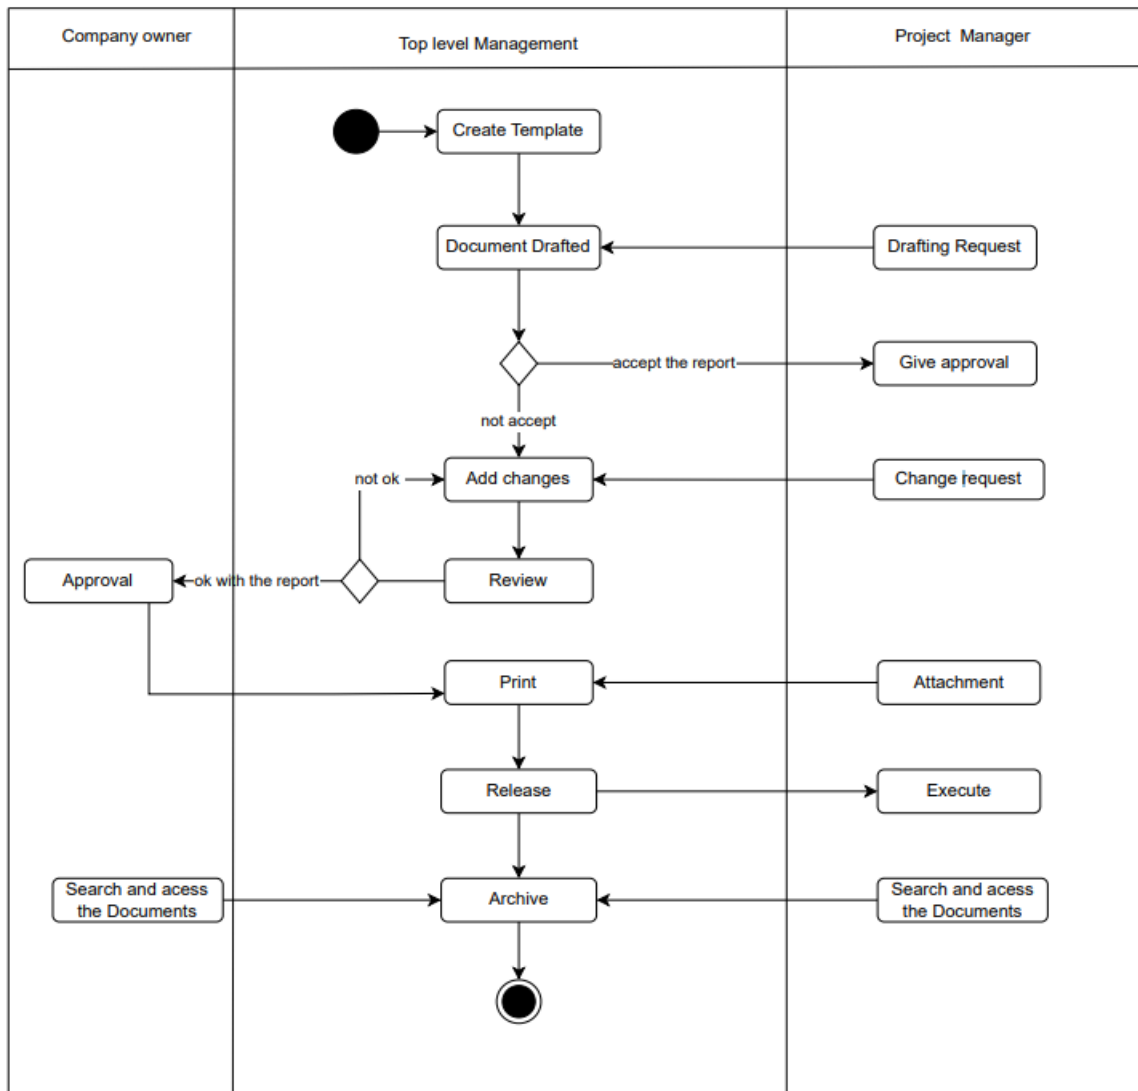 Company owner
Top level Management
Project  Manager
Create Template
Document Drafted
Drafting Request
accept the report
Give approval
not accept
not ok
Add changes
Change request
Approval
ok with the report
Review
Print
Attachment
Release
Execute
Search and acess
the Documents
Archive
Search and acess
the Documents